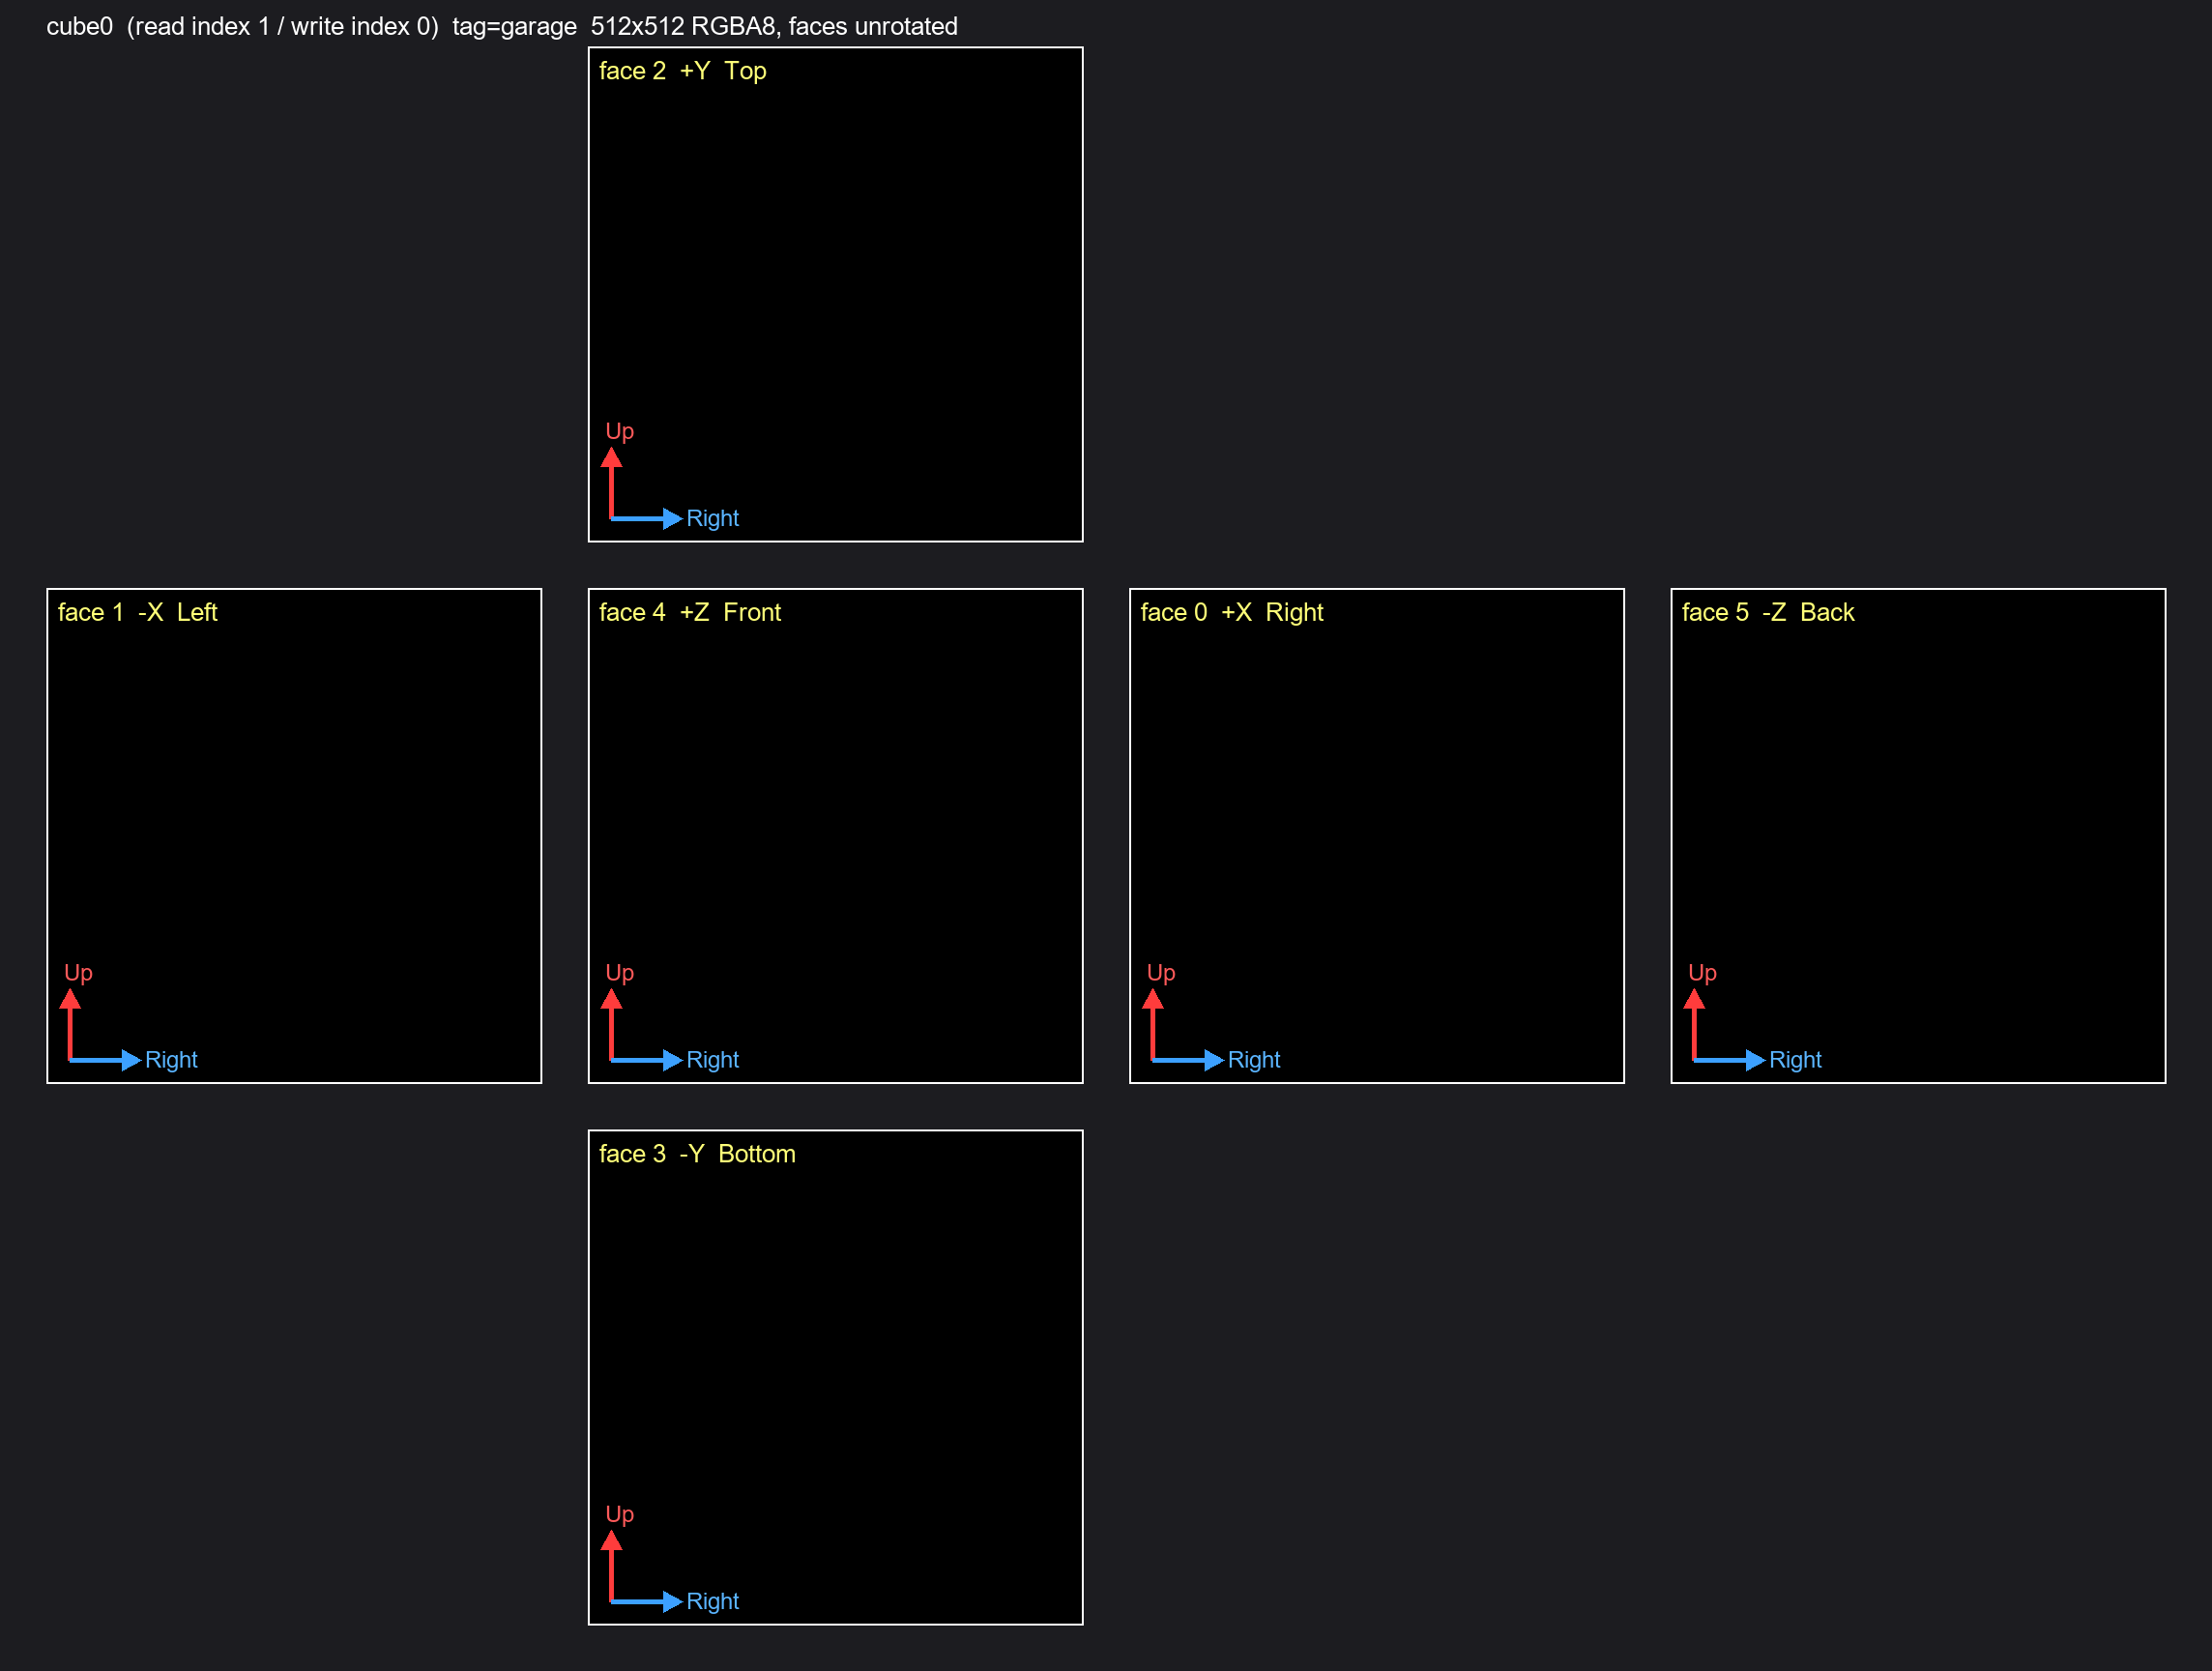 cube0  (read index 1 / write index 0)  tag=garage  512x512 RGBA8, faces unrotated
face 2  +Y  Top
Up
Right
face 1  -X  Left
Up
Right
face 4  +Z  Front
Up
Right
face 0  +X  Right
Up
Right
face 5  -Z  Back
Up
Right
face 3  -Y  Bottom
Up
Right